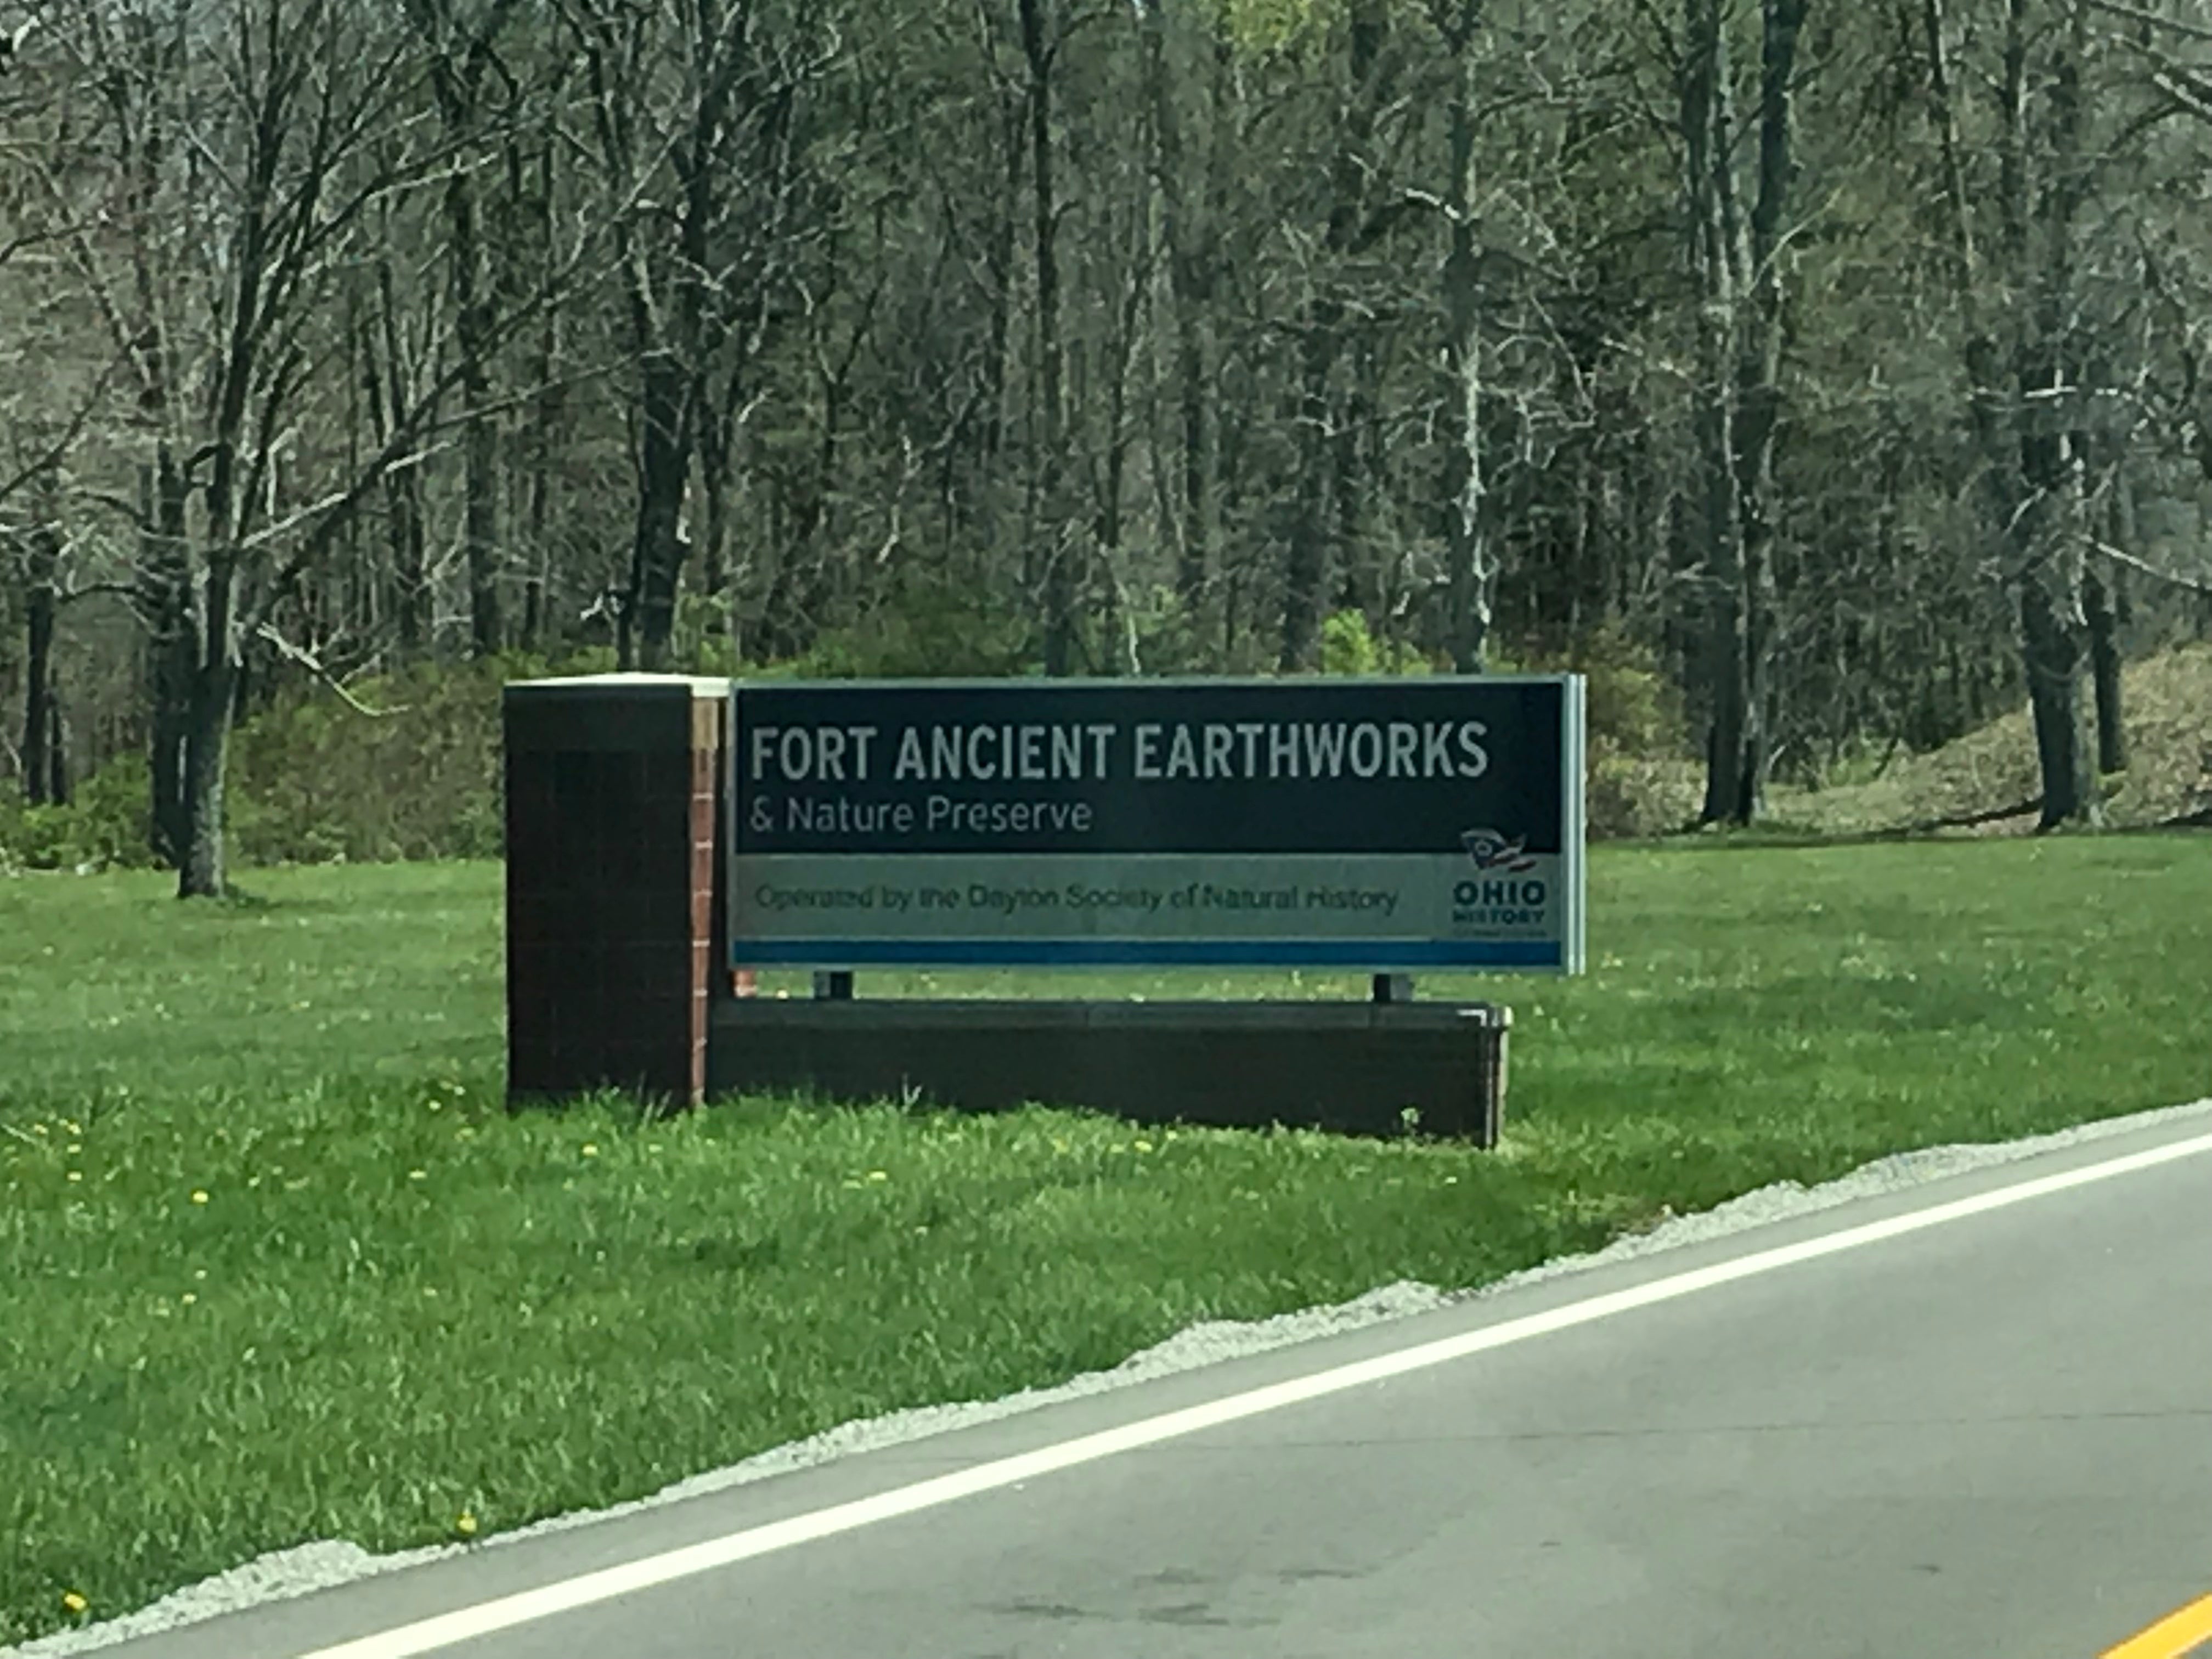 FORT ANCIENT EARTHWORKS
& Nature Preserve
Operated by the Dayton Society of Natural History
OHIO
HISTORY